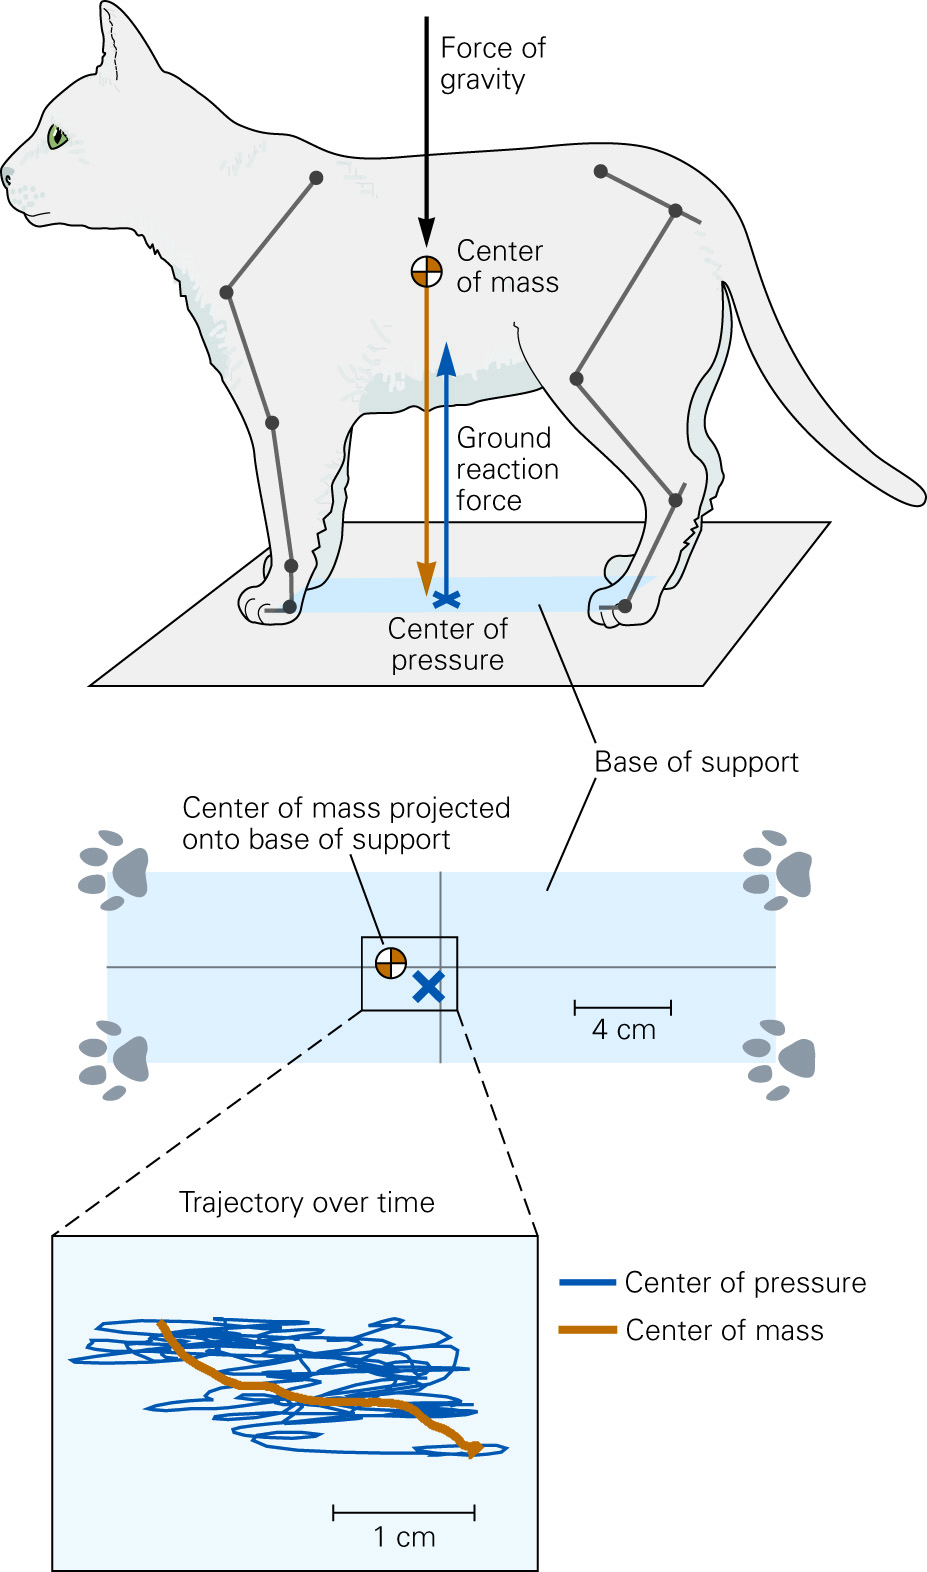 Force of
gravity
Center
of mass
Ground
reaction
force
Center of
pressure
Base of support
Center of mass projected
onto base of support
4 cm
Trajectory over time
Center of pressure
Center of mass
1 cm